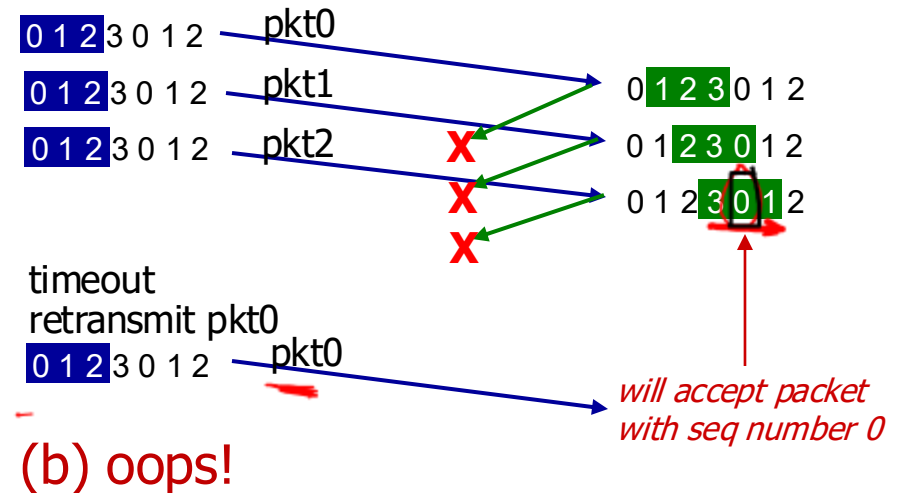 0 1 2 3 0 1 2 pkt0
0 1 2 3 0 1 2
0 1 2 3 0 1 2 pkt1
X 0 1 2 3 0 1 2
0 1 2 3 0 1 2 pkt2
X 0 1 2 3 0 1 2
X
timeout
retransmit pkt0
0 1 2 3 0 1 2 pkt0
will accept packet
with seq number 0
(b) oops!